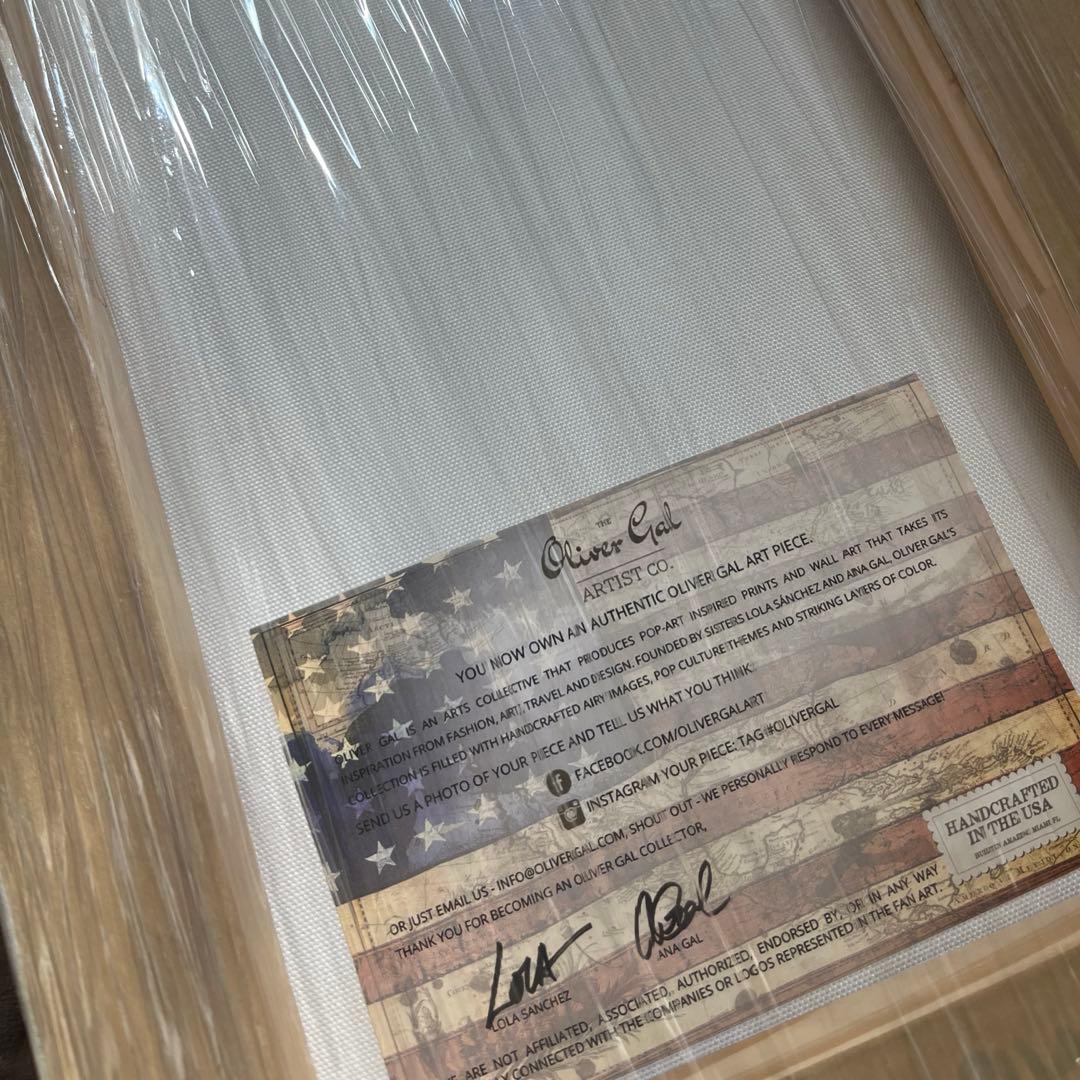 THE
Oliver Gal
ARTIST CO.
YOU NOW OWN AN AUTHENTIC OLIVER GAL ART PIECE.
OLIVER GAL IS AN ARTS COLLECTIVE THAT PRODUCES POP-ART INSPIRED PRINTS AND WALL ART THAT TAKES ITS
INSPIRATION FROM FASHION, ART, TRAVEL AND DESIGN. FOUNDED BY SISTERS LOLA SÁNCHEZ AND ANA GAL, OLIVER GAL'S
COLLECTION IS FILLED WITH HANDCRAFTED AIRY IMAGES, POP CULTURE THEMES AND STRIKING LAYERS OF COLOR.
SEND US A PHOTO OF YOUR PIECE AND TELL US WHAT YOU THINK:
FACEBOOK.COM/OLIVERGALART
INSTAGRAM YOUR PIECE: TAG #OLIVERGAL
OR JUST EMAIL US - INFO@OLIVERGAL.COM, SHOUT OUT - WE PERSONALLY RESPOND TO EVERY MESSAGE!
THANK YOU FOR BECOMING AN OLIVER GAL COLLECTOR,
LOLA
LOLA SANCHEZ
ANA GAL
HANDCRAFTED
IN THE USA
BUILT IN AMAZING MIAMI FL
ARE NOT AFFILIATED, ASSOCIATED, AUTHORIZED, ENDORSED BY, OR IN ANY WAY
CONNECTED WITH THE COMPANIES OR LOGOS REPRESENTED IN THE FAN ART.